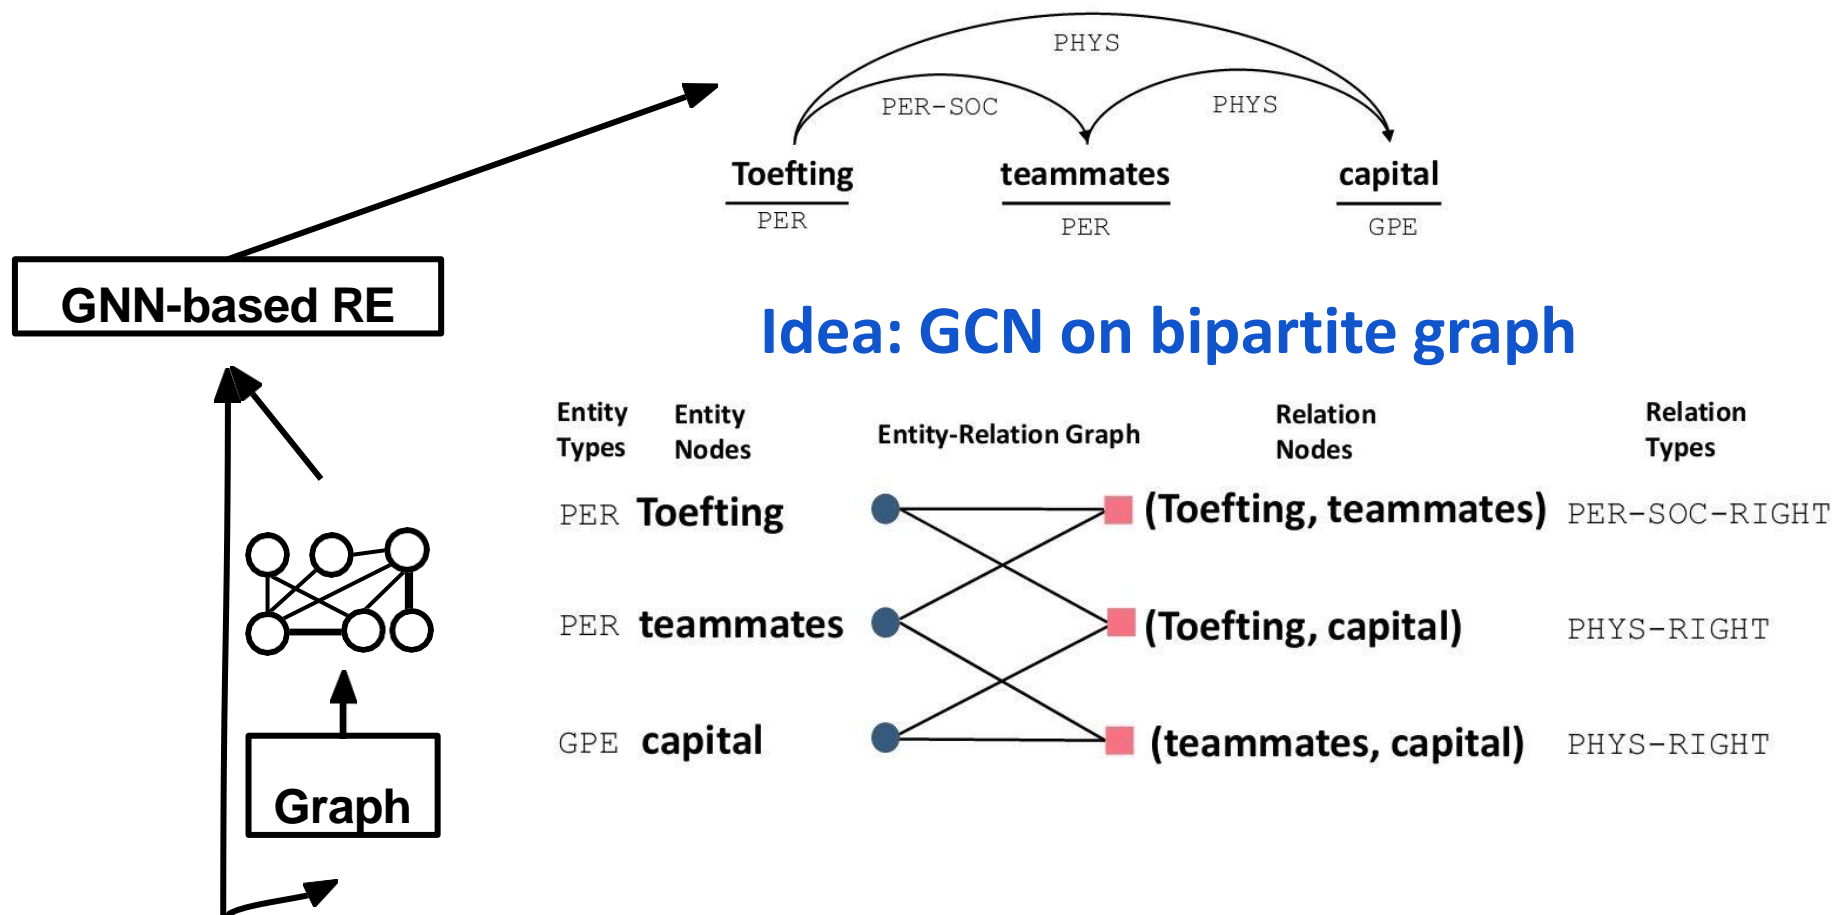 PHYS
PER-SOC PHYS
Toefting teammates capital
PER PER GPE
GNN-based RE
Idea: GCN on bipartite graph
Entity Types Entity Nodes Entity-Relation Graph Relation Nodes Relation Types
PER Toefting (Toefting, teammates) PER-SOC-RIGHT
PER teammates (Toefting, capital) PHYS-RIGHT
GPE capital (teammates, capital) PHYS-RIGHT
Graph